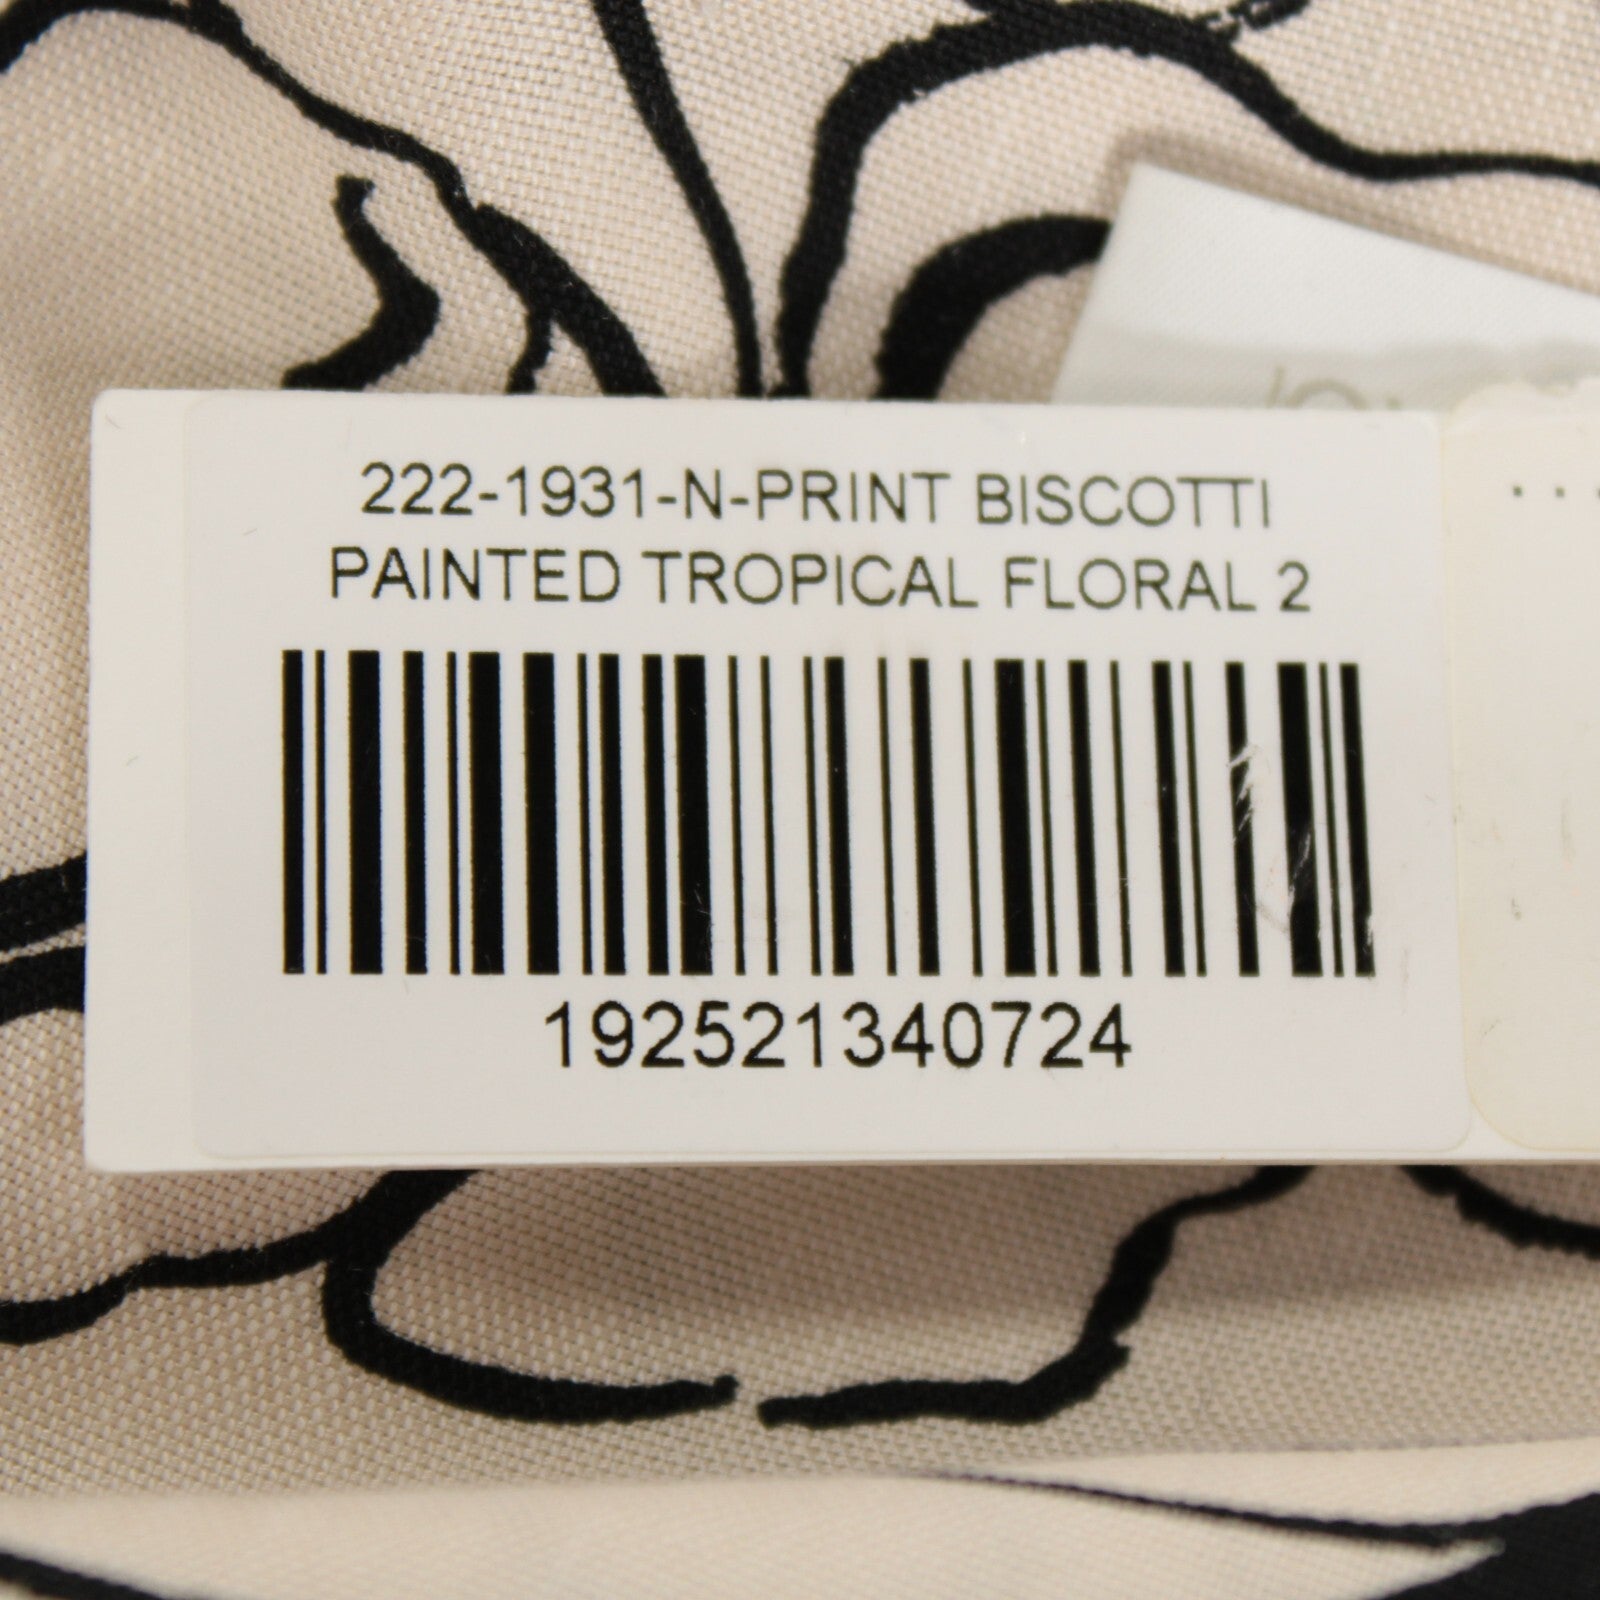 222-1931-N-PRINT BISCOTTI
PAINTED TROPICAL FLORAL 2
192521340724